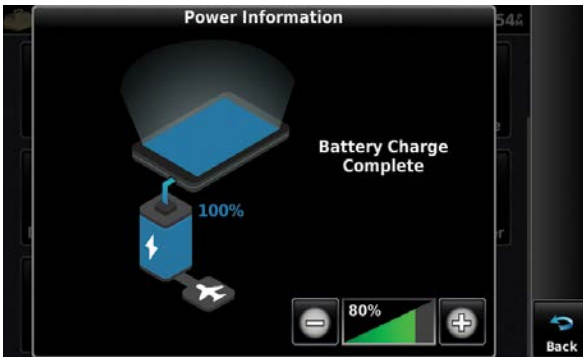 Power Information
Battery Charge
Complete
100%
80%
Back